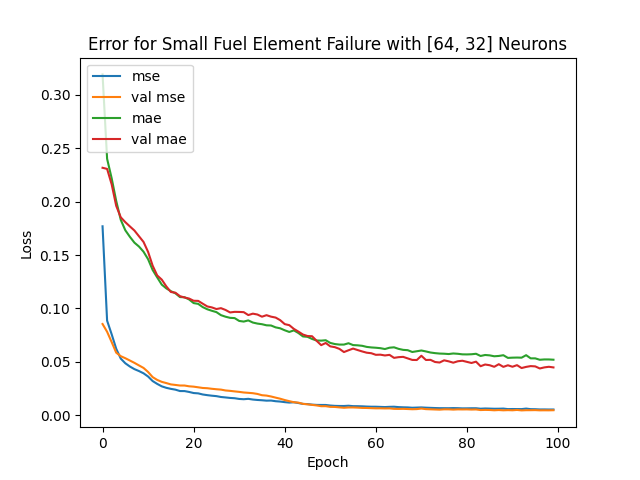 Error for Small Fuel Element Failure with [64, 32] Neurons
mse
val mse
mae
val mae
0.30
0.25
0.20
0.15
0.10
0.05
0.00
Loss
0 20 40 60 80 100
Epoch